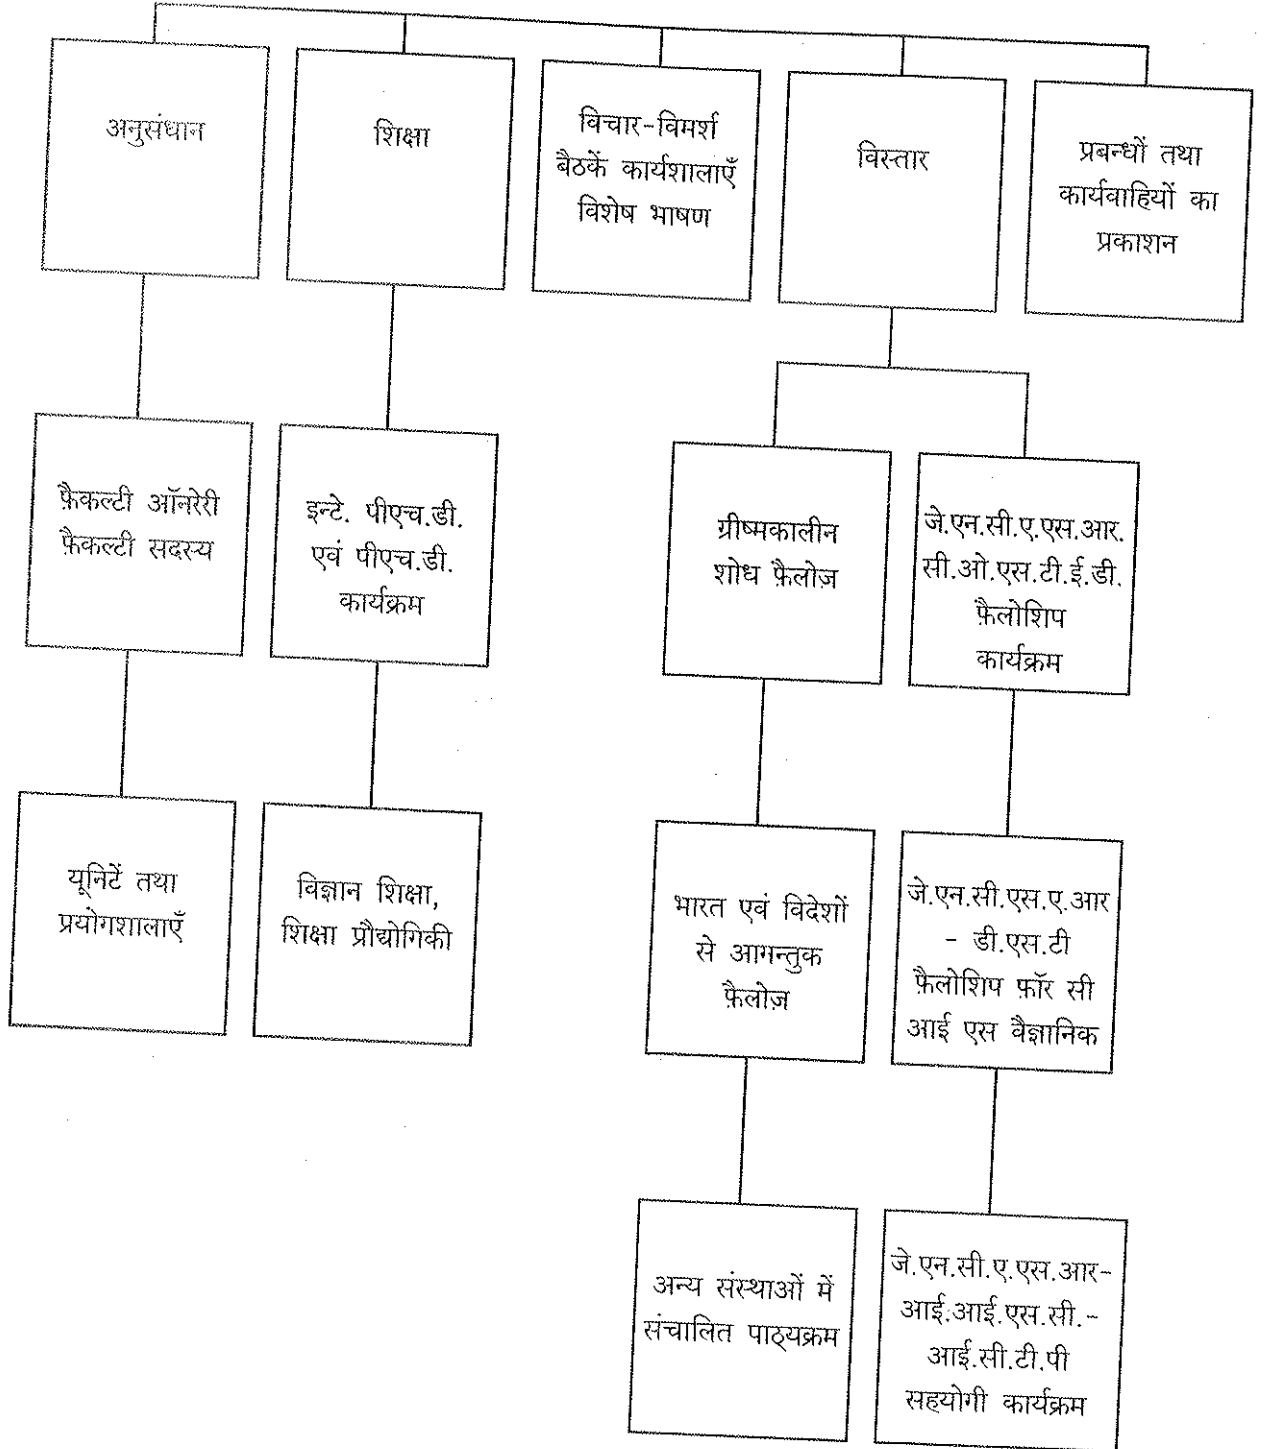 अनुसंधान
शिक्षा
विचार-विमर्श
बैठकें कार्यशालाएँ
विशेष भाषण
विस्तार
प्रबन्धों तथा
कार्यवाहियों का
प्रकाशन
फ़ैकल्टी ऑनरेरी
फ़ैकल्टी सदस्य
इन्टे. पीएच.डी.
एवं पीएच.डी.
कार्यक्रम
ग्रीष्मकालीन
शोध फ़ैलोज़
जे.एन.सी.ए.एस.आर.
सी.ओ.एस.टी.ई.डी.
फ़ैलोशिप
कार्यक्रम
यूनिटें तथा
प्रयोगशालाएँ
विज्ञान शिक्षा,
शिक्षा प्रौद्योगिकी
भारत एवं विदेशों
से आगन्तुक
फ़ैलोज़
जे.एन.सी.एस.ए.आर
- डी.एस.टी
फ़ैलोशिप फ़ॉर सी
आई एस वैज्ञानिक
अन्य संस्थाओं में
संचालित पाठ्यक्रम
जे.एन.सी.ए.एस.आर-
आई.आई.एस.सी.-
आई.सी.टी.पी
सहयोगी कार्यक्रम